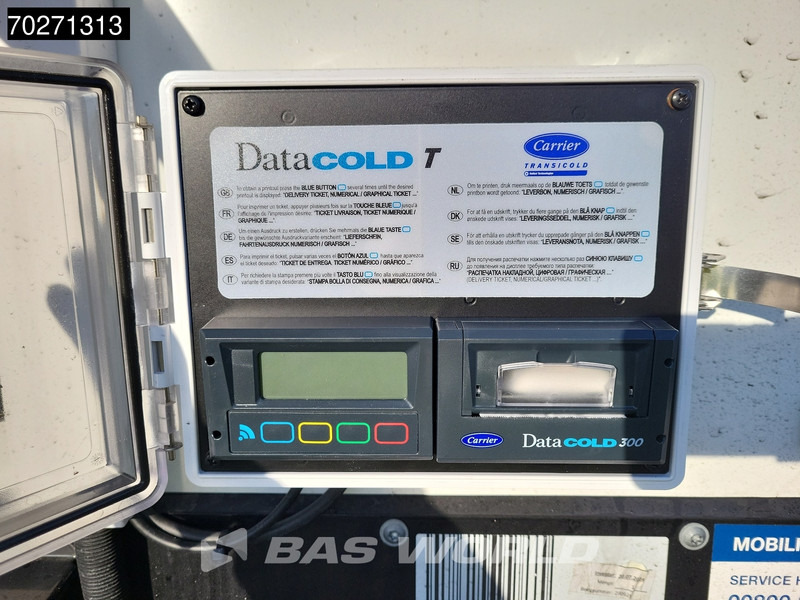 70271313
DataCOLD T
Carrier
TRANSICOLD
GB To obtain a printout press the BLUE BUTTON several times until the desired
printout is displayed: "DELIVERY TICKET, NUMERICAL / GRAPHICAL TICKET ..."
FR Pour imprimer un ticket, appuyer plusieurs fois sur la TOUCHE BLEUE jusqu'à
l'affichage de l'impression désirée: "TICKET LIVRAISON, TICKET NUMERIQUE /
GRAPHIQUE ..."
DE Um einen Ausdruck zu erstellen, drücken Sie mehrmals die BLAUE TASTE
bis die gewünschte Ausdruckvariante erscheint: "LIEFERSCHEIN,
FAHRTENAUSDRUCK NUMERISCH / GRAFISCH ..."
ES Para imprimir el ticket, pulsar varias veces el BOTÓN AZUL hasta que aparezca
el ticket deseado: "TICKET DE ENTREGA, TICKET NUMÉRICO / GRÁFICO ..."
IT Per richiedere la stampa premere più volte il TASTO BLU fino alla visualizzazione della
variante di stampa desiderata: "STAMPA BOLLA DI CONSEGNA, NUMERICA / GRAFICA ..."
NL Om te printen, druk meermaals op de BLAUWE TOETS totdat de gewenste
printbon wordt getoond: "LEVERBON, NUMERISCH / GRAFISCH ..."
DK For at få en udskrift, trykker du flere gange på den BLÅ KNAP indtil den
ønskede udskrift vises: "LEVERINGSSEDDEL, NUMERISK / GRAFISK ..."
SE För att erhålla en utskrift trycker du upprepade gånger på den BLÅ KNAPPEN
tills den önskade utskriften visas: "LEVERANSNOTA, NUMERISK / GRAFISK ..."
RU Для получения распечатки нажмите несколько раз СИНЮЮ КЛАВИШУ
до появления на дисплее требуемого типа распечатки:
"РАСПЕЧАТКА НАКЛАДНОЙ, ЦИФРОВАЯ / ГРАФИЧЕСКАЯ ..."
(DELIVERY TICKET, NUMERICAL/GRAPHICAL TICKET ...)".
Carrier DataCOLD 300
BAS WORLD
MOBILI
SERVICE H